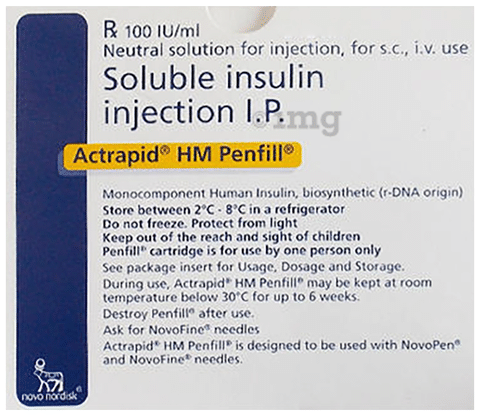 Rx 100 IU/ml
Neutral solution for injection, for s.c., i.v. use
Soluble insulin
injection I.P.
1mg
Actrapid® HM Penfill®
Monocomponent Human Insulin, biosynthetic (r-DNA origin)
Store between 2°C - 8°C in a refrigerator
Do not freeze. Protect from light
Keep out of the reach and sight of children
Penfill® cartridge is for use by one person only
See package insert for Usage, Dosage and Storage.
During use, Actrapid® HM Penfill® may be kept at room
temperature below 30°C for up to 6 weeks.
Destroy Penfill® after use.
Ask for NovoFine® needles
Actrapid® HM Penfill® is designed to be used with NovoPen®
and NovoFine® needles.
novo nordisk®